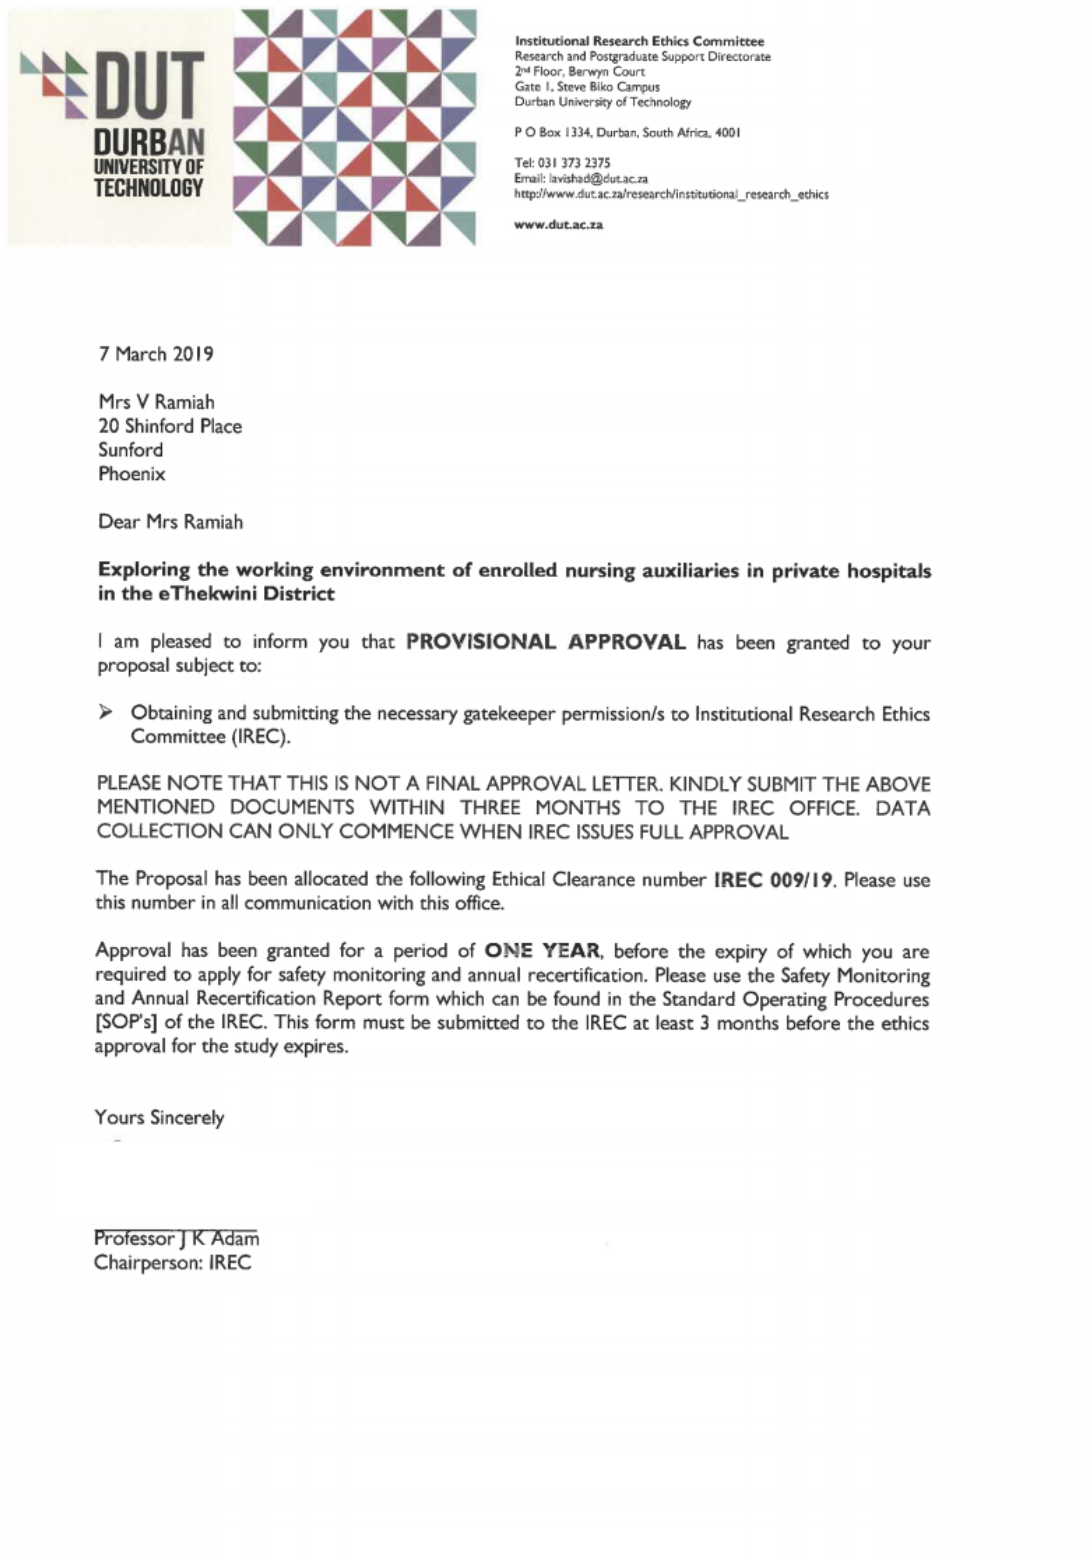 DUT
DURBAN
UNIVERSITY OF
TECHNOLOGY
Institutional Research Ethics Committee
Research and Postgraduate Support Directorate
2nd Floor, Berwyn Court
Gate 1, Steve Biko Campus
Durban University of Technology
P O Box 1334, Durban, South Africa, 4001
Tel: 031 373 2375
Email: lavishad@dut.ac.za
http://www.dut.ac.za/research/institutional_research_ethics
www.dut.ac.za
7 March 2019
Mrs V Ramiah
20 Shinford Place
Sunford
Phoenix
Dear Mrs Ramiah
Exploring the working environment of enrolled nursing auxiliaries in private hospitals
in the eThekwini District
I am pleased to inform you that PROVISIONAL APPROVAL has been granted to your
proposal subject to:
➢ Obtaining and submitting the necessary gatekeeper permission/s to Institutional Research Ethics
Committee (IREC).
PLEASE NOTE THAT THIS IS NOT A FINAL APPROVAL LETTER. KINDLY SUBMIT THE ABOVE
MENTIONED DOCUMENTS WITHIN THREE MONTHS TO THE IREC OFFICE. DATA
COLLECTION CAN ONLY COMMENCE WHEN IREC ISSUES FULL APPROVAL
The Proposal has been allocated the following Ethical Clearance number IREC 009/19. Please use
this number in all communication with this office.
Approval has been granted for a period of ONE YEAR, before the expiry of which you are
required to apply for safety monitoring and annual recertification. Please use the Safety Monitoring
and Annual Recertification Report form which can be found in the Standard Operating Procedures
[SOP's] of the IREC. This form must be submitted to the IREC at least 3 months before the ethics
approval for the study expires.
Yours Sincerely
Professor J K Adam
Chairperson: IREC